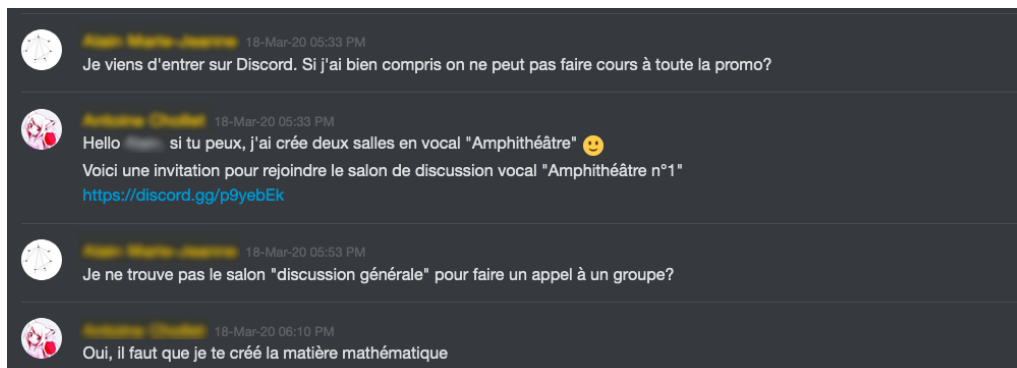 18-Mar-20 05:33 PM
Je viens d'entrer sur Discord. Si j'ai bien compris on ne peut pas faire cours à toute la promo?
18-Mar-20 05:33 PM
Hello si tu peux, j'ai crée deux salles en vocal "Amphithéâtre" 🙂
Voici une invitation pour rejoindre le salon de discussion vocal "Amphithéâtre n°1"
https://discord.gg/p9yebEk
18-Mar-20 05:53 PM
Je ne trouve pas le salon "discussion générale" pour faire un appel à un groupe?
18-Mar-20 06:10 PM
Oui, il faut que je te créé la matière mathématique